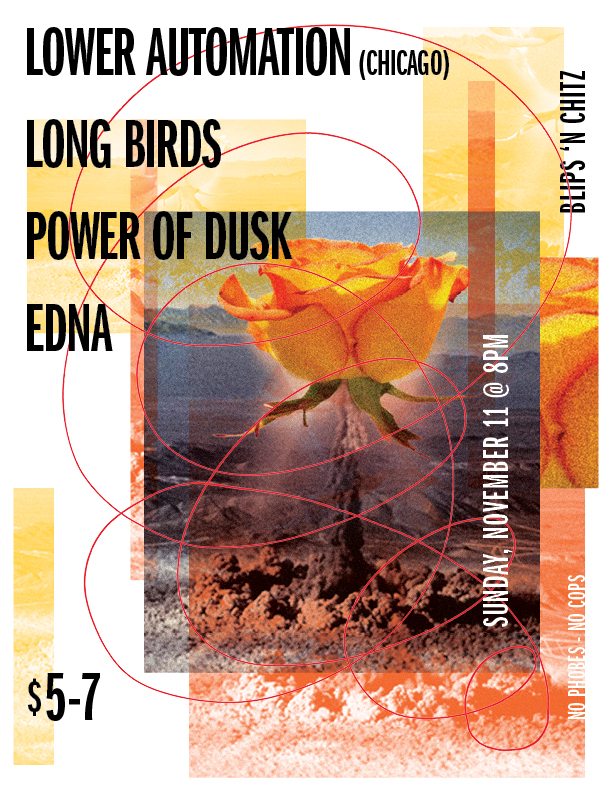 LOWER AUTOMATION (CHICAGO)
LONG BIRDS
POWER OF DUSK
EDNA
BLIPS 'N CHITZ
SUNDAY, NOVEMBER 11 @ 8PM
NO PHOBES - NO COPS
$5-7